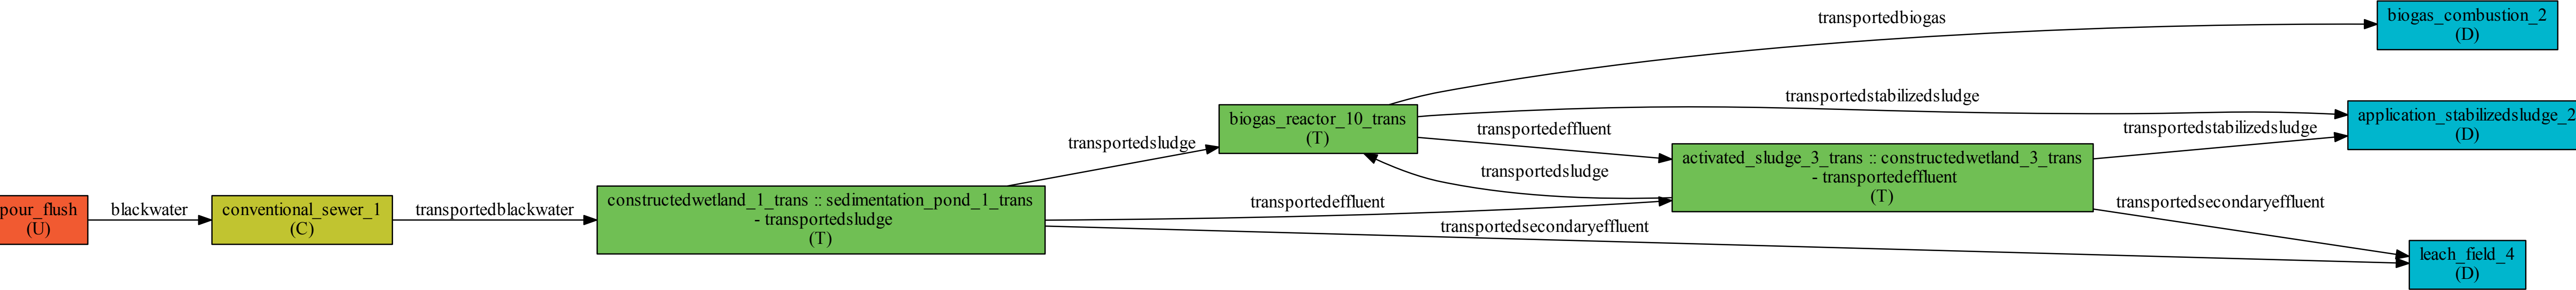 pour_flush
(U)
blackwater
conventional_sewer_1
(C)
transportedblackwater
constructedwetland_1_trans :: sedimentation_pond_1_trans
- transportedsludge
(T)
transportedsludge
transportedeffluent
transportedsecondaryeffluent
biogas_reactor_10_trans
(T)
transportedbiogas
transportedstabilizedsludge
transportedeffluent
transportedsludge
activated_sludge_3_trans :: constructedwetland_3_trans
- transportedeffluent
(T)
transportedstabilizedsludge
transportedsecondaryeffluent
biogas_combustion_2
(D)
application_stabilizedsludge_2
(D)
leach_field_4
(D)